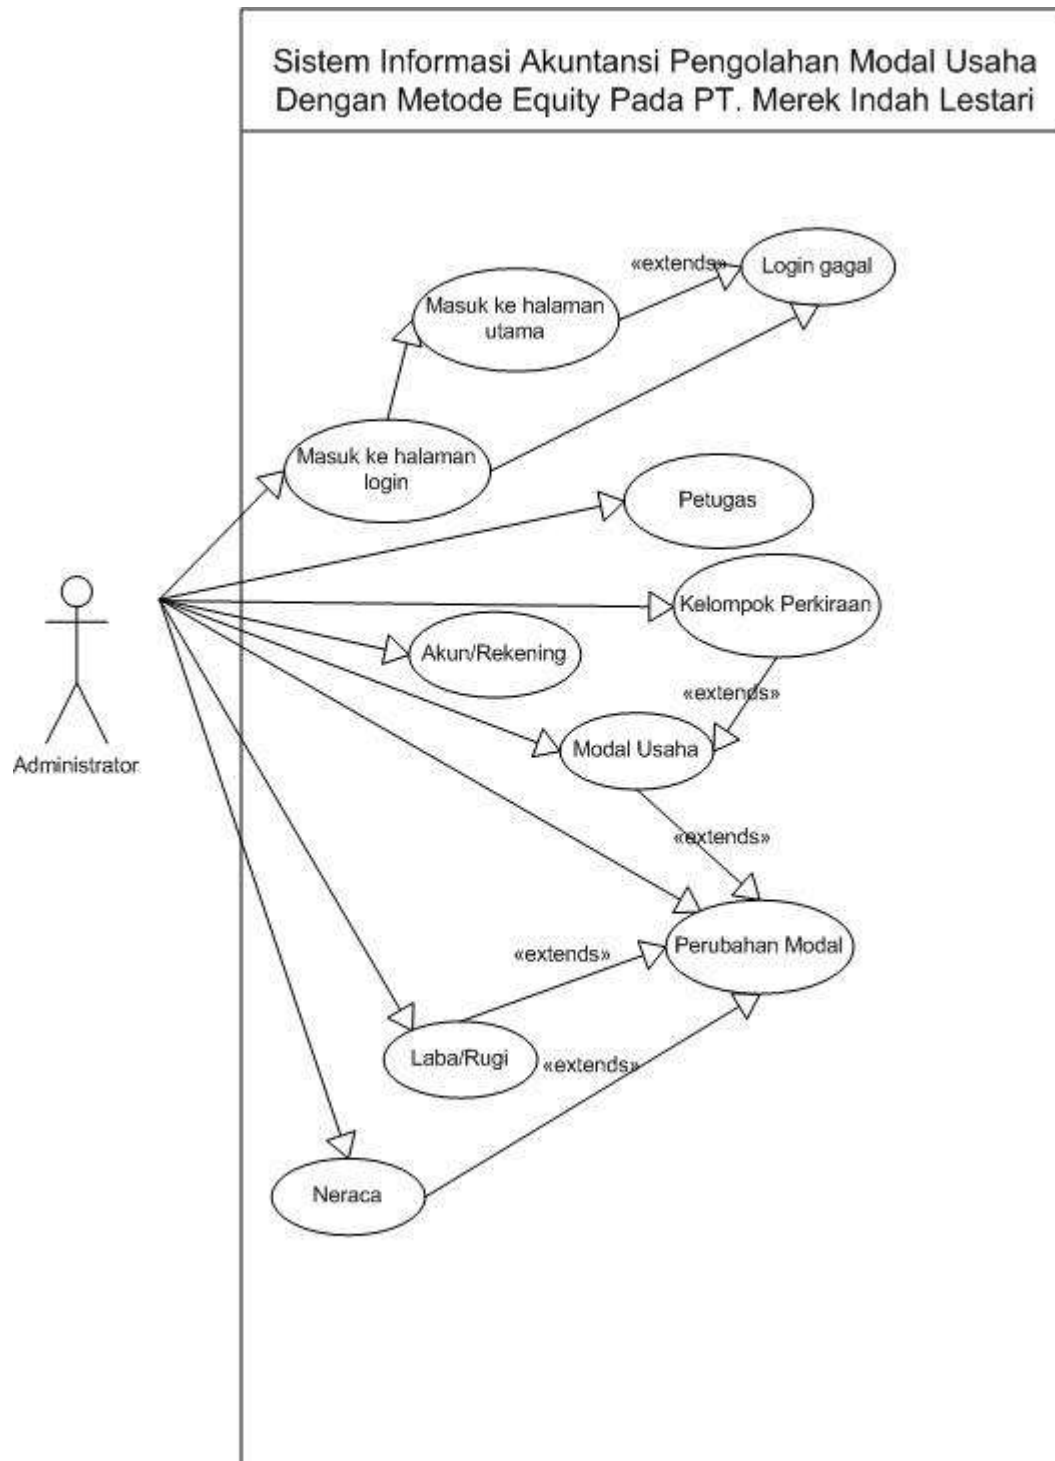 Sistem Informasi Akuntansi Pengolahan Modal Usaha
Dengan Metode Equity Pada PT. Merek Indah Lestari
«extends»
Login gagal
Masuk ke halaman
utama
Masuk ke halaman
login
Petugas
Kelompok Perkiraan
Akun/Rekening
«extends»
Modal Usaha
Administrator
«extends»
Perubahan Modal
«extends»
Laba/Rugi
«extends»
Neraca